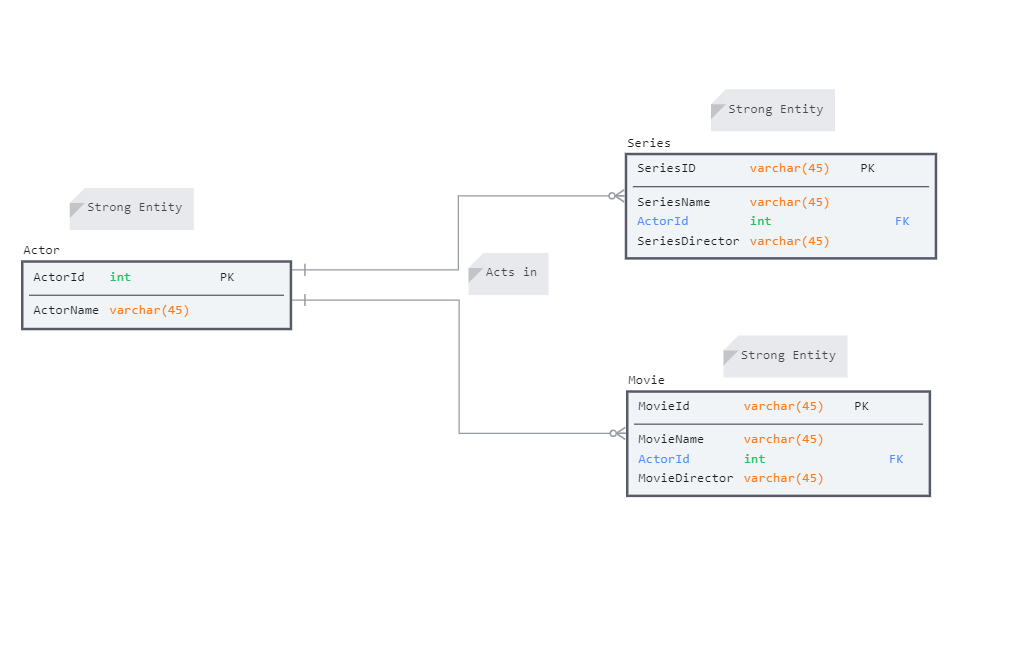 Strong Entity
Actor
ActorId int PK
ActorName varchar(45)
Acts in
Strong Entity
Series
SeriesID varchar(45) PK
SeriesName varchar(45)
ActorId int FK
SeriesDirector varchar(45)
Strong Entity
Movie
MovieId varchar(45) PK
MovieName varchar(45)
ActorId int FK
MovieDirector varchar(45)